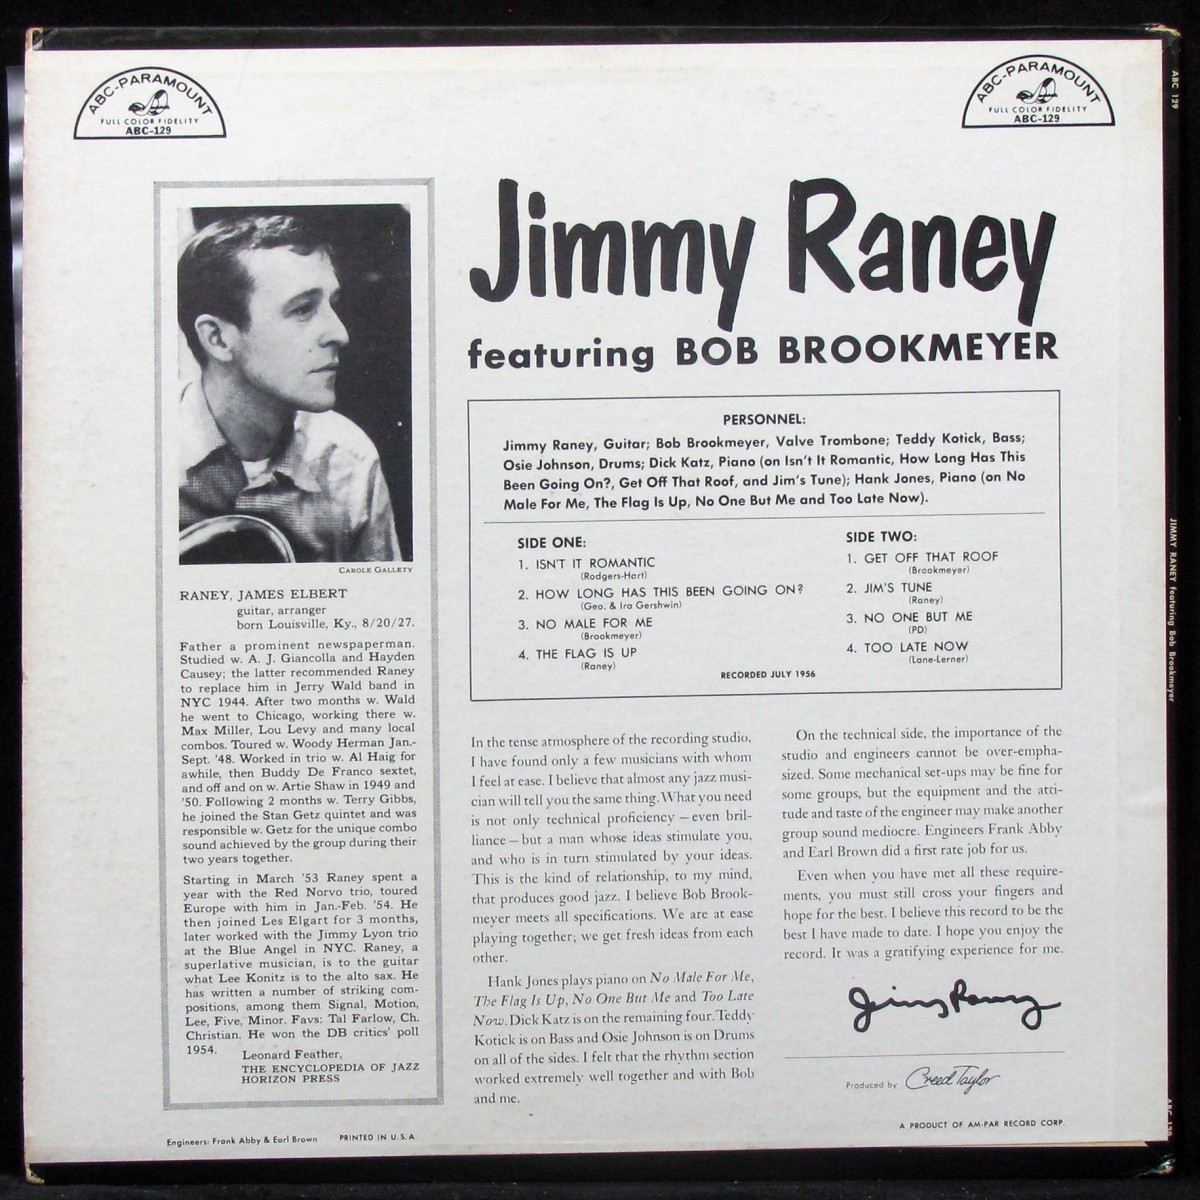 ABC-PARAMOUNT
FULL COLOR FIDELITY
ABC-129
ABC-PARAMOUNT
FULL COLOR FIDELITY
ABC-129
Jimmy Raney
featuring BOB BROOKMEYER
PERSONNEL:
Jimmy Raney, Guitar; Bob Brookmeyer, Valve Trombone; Teddy Kotick, Bass;
Osie Johnson, Drums; Dick Katz, Piano (on Isn't It Romantic, How Long Has This
Been Going On?, Get Off That Roof, and Jim's Tune); Hank Jones, Piano (on No
Male For Me, The Flag Is Up, No One But Me and Too Late Now).
SIDE ONE:
1. ISN'T IT ROMANTIC
(Rodgers-Hart)
2. HOW LONG HAS THIS BEEN GOING ON?
(Geo. & Ira Gershwin)
3. NO MALE FOR ME
(Brookmeyer)
4. THE FLAG IS UP
(Raney)
SIDE TWO:
1. GET OFF THAT ROOF
(Brookmeyer)
2. JIM'S TUNE
(Raney)
3. NO ONE BUT ME
(PD)
4. TOO LATE NOW
(Lane-Lerner)
RECORDED JULY 1956
CAROLE GALLETY
RANEY, JAMES ELBERT
guitar, arranger
born Louisville, Ky., 8/20/27.
Father a prominent newspaperman.
Studied w. A. J. Giancolla and Hayden
Causey; the latter recommended Raney
to replace him in Jerry Wald band in
NYC 1944. After two months w. Wald
he went to Chicago, working there w.
Max Miller, Lou Levy and many local
combos. Toured w. Woody Herman Jan.-
Sept. '48. Worked in trio w. Al Haig for
awhile, then Buddy De Franco sextet,
and off and on w. Artie Shaw in 1949 and
'50. Following 2 months w. Terry Gibbs,
he joined the Stan Getz quintet and was
responsible w. Getz for the unique combo
sound achieved by the group during their
two years together.
Starting in March '53 Raney spent a
year with the Red Norvo trio, toured
Europe with him in Jan.-Feb. '54. He
then joined Les Elgart for 3 months,
later worked with the Jimmy Lyon trio
at the Blue Angel in NYC. Raney, a
superlative musician, is to the guitar
what Lee Konitz is to the alto sax. He
has written a number of striking com-
positions, among them Signal, Motion,
Lee, Five, Minor. Favs: Tal Farlow, Ch.
Christian. He won the DB critics' poll
1954.
Leonard Feather,
THE ENCYCLOPEDIA OF JAZZ
HORIZON PRESS
In the tense atmosphere of the recording studio,
I have found only a few musicians with whom
I feel at ease. I believe that almost any jazz musi-
cian will tell you the same thing. What you need
is not only technical proficiency – even bril-
liance – but a man whose ideas stimulate you,
and who is in turn stimulated by your ideas.
This is the kind of relationship, to my mind,
that produces good jazz. I believe Bob Brook-
meyer meets all specifications. We are at ease
playing together; we get fresh ideas from each
other.
Hank Jones plays piano on No Male For Me,
The Flag Is Up, No One But Me and Too Late
Now. Dick Katz is on the remaining four. Teddy
Kotick is on Bass and Osie Johnson is on Drums
on all of the sides. I felt that the rhythm section
worked extremely well together and with Bob
and me.
On the technical side, the importance of the
studio and engineers cannot be over-empha-
sized. Some mechanical set-ups may be fine for
some groups, but the equipment and the atti-
tude and taste of the engineer may make another
group sound mediocre. Engineers Frank Abby
and Earl Brown did a first rate job for us.
Even when you have met all these require-
ments, you must still cross your fingers and
hope for the best. I believe this record to be the
best I have made to date. I hope you enjoy the
record. It was a gratifying experience for me.
Jimmy Raney
Produced by Creed Taylor
Engineers: Frank Abby & Earl Brown PRINTED IN U.S.A.
A PRODUCT OF AM-PAR RECORD CORP.
ABC 129
JIMMY RANEY featuring Bob Brookmeyer